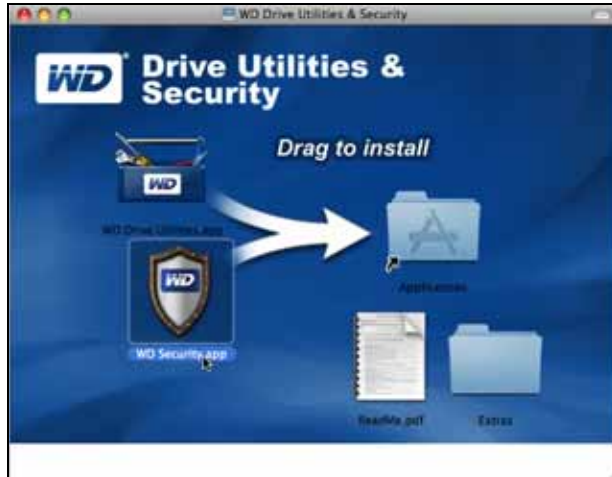 WD Drive Utilities & Security
WD
Drive Utilities &
Security
Drag to install
WD
WD Drive Utilities.app
Applications
WD
WD Security.app
ReadMe.pdf
Extras